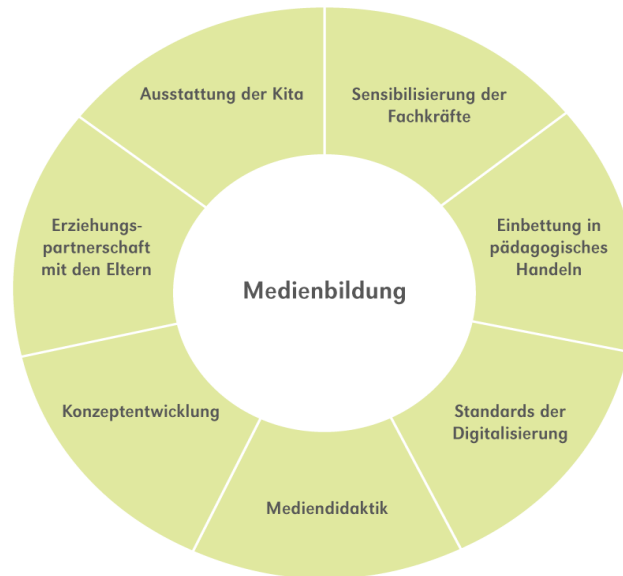 Ausstattung der Kita
Sensibilisierung der
Fachkräfte
Einbettung in
pädagogisches
Handeln
Standards der
Digitalisierung
Mediendidaktik
Konzeptentwicklung
Erziehungs-
partnerschaft
mit den Eltern
Medienbildung